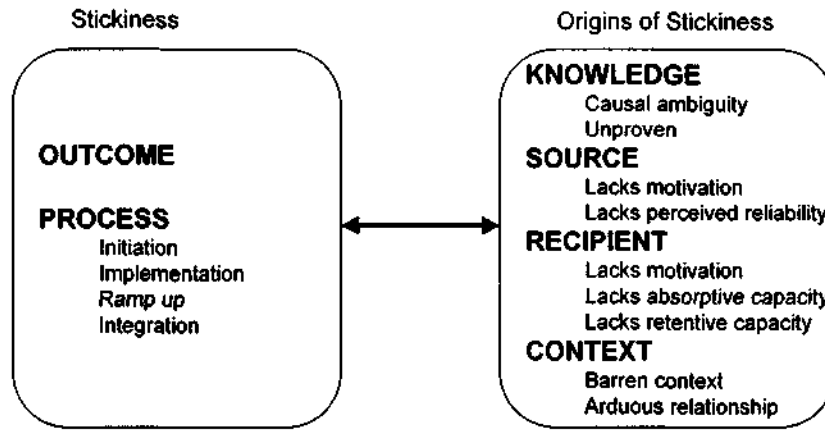 Stickiness
OUTCOME
PROCESS
Initiation
Implementation
Ramp up
Integration
Origins of Stickiness
KNOWLEDGE
Causal ambiguity
Unproven
SOURCE
Lacks motivation
Lacks perceived reliability
RECIPIENT
Lacks motivation
Lacks absorptive capacity
Lacks retentive capacity
CONTEXT
Barren context
Arduous relationship